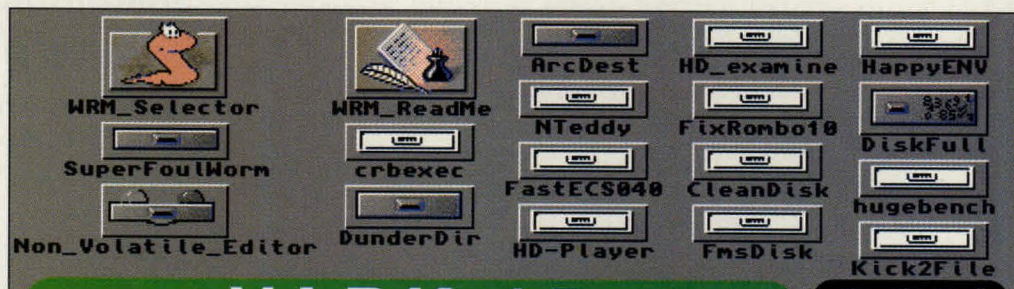 WRM_Selector
WRM_ReadMe
ArcDest
HD_examine
HappyENV
SuperFoulWorm
crbexec
NTeddy
FixRombo10
DiskFull
Non_Volatile_Editor
DunderDir
FastECS040
CleanDisk
hugebench
HD-Player
FmsDisk
Kick2File